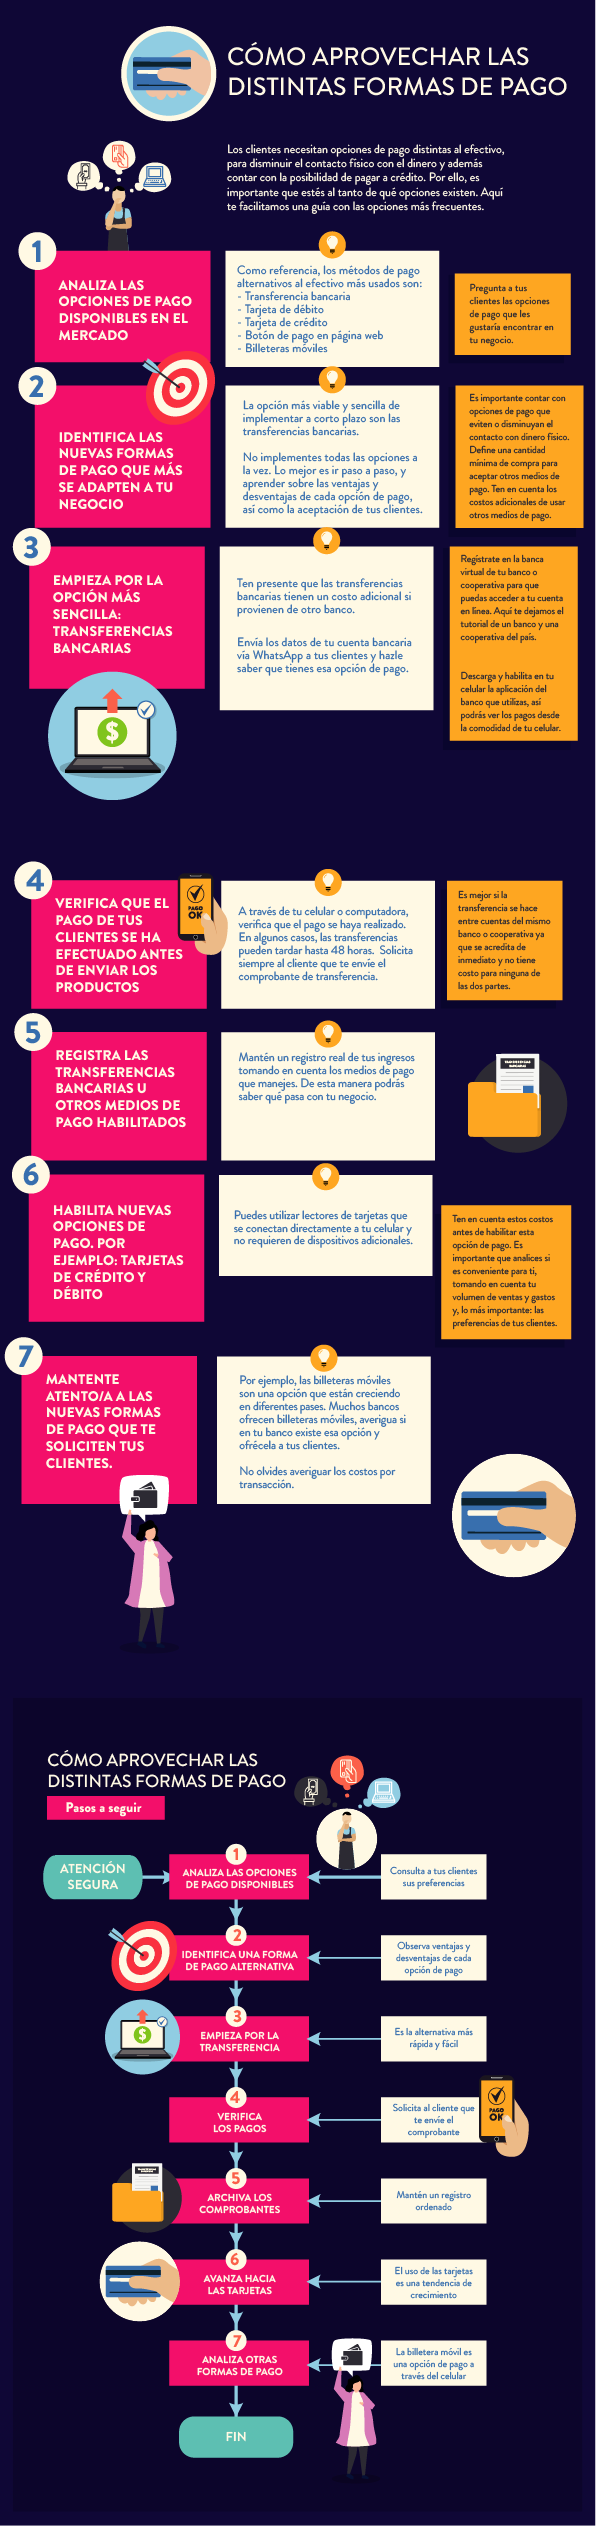 CÓMO APROVECHAR LAS
DISTINTAS FORMAS DE PAGO
Los clientes necesitan opciones de pago distintas al efectivo,
para disminuir el contacto físico con el dinero y además
contar con la posibilidad de pagar a crédito. Por ello, es
importante que estés al tanto de qué opciones existen. Aquí
te facilitamos una guía con las opciones más frecuentes.
1
ANALIZA LAS
OPCIONES DE PAGO
DISPONIBLES EN EL
MERCADO
Como referencia, los métodos de pago
alternativos al efectivo más usados son:
- Transferencia bancaria
- Tarjeta de débito
- Tarjeta de crédito
- Botón de pago en página web
- Billeteras móviles
Pregunta a tus
clientes las opciones
de pago que les
gustaría encontrar en
tu negocio.
2
IDENTIFICA LAS
NUEVAS FORMAS
DE PAGO QUE MÁS
SE ADAPTEN A TU
NEGOCIO
La opción más viable y sencilla de
implementar a corto plazo son las
transferencias bancarias.
No implementes todas las opciones a
la vez. Lo mejor es ir paso a paso, y
aprender sobre las ventajas y
desventajas de cada opción de pago,
así como la aceptación de tus clientes.
Es importante contar con
opciones de pago que
eviten o disminuyan el
contacto con dinero físico.
Define una cantidad
mínima de compra para
aceptar otros medios de
pago. Ten en cuenta los
costos adicionales de usar
otros medios de pago.
3
EMPIEZA POR LA
OPCIÓN MÁS
SENCILLA:
TRANSFERENCIAS
BANCARIAS
Ten presente que las transferencias
bancarias tienen un costo adicional si
provienen de otro banco.
Envía los datos de tu cuenta bancaria
vía WhatsApp a tus clientes y hazle
saber que tienes esa opción de pago.
Regístrate en la banca
virtual de tu banco o
cooperativa para que
puedas acceder a tu cuenta
en línea. Aquí te dejamos el
tutorial de un banco y una
cooperativa del país.
Descarga y habilita en tu
celular la aplicación del
banco que utilizas, así
podrás ver los pagos desde
la comodidad de tu celular.
$
4
VERIFICA QUE EL
PAGO DE TUS
CLIENTES SE HA
EFECTUADO ANTES
DE ENVIAR LOS
PRODUCTOS
PAGO
OK
A través de tu celular o computadora,
verifica que el pago se haya realizado.
En algunos casos, las transferencias
pueden tardar hasta 48 horas. Solicita
siempre al cliente que te envíe el
comprobante de transferencia.
Es mejor si la
transferencia se hace
entre cuentas del mismo
banco o cooperativa ya
que se acredita de
inmediato y no tiene
costo para ninguna de
las dos partes.
5
REGISTRA LAS
TRANSFERENCIAS
BANCARIAS U
OTROS MEDIOS DE
PAGO HABILITADOS
Mantén un registro real de tus ingresos
tomando en cuenta los medios de pago
que manejes. De esta manera podrás
saber qué pasa con tu negocio.
TRANSFERENCIAS
BANCARIAS
6
HABILITA NUEVAS
OPCIONES DE
PAGO. POR
EJEMPLO: TARJETAS
DE CRÉDITO Y
DÉBITO
Puedes utilizar lectores de tarjetas que
se conectan directamente a tu celular y
no requieren de dispositivos adicionales.
Ten en cuenta estos costos
antes de habilitar esta
opción de pago. Es
importante que analices si
es conveniente para ti,
tomando en cuenta tu
volumen de ventas y gastos
y, lo más importante: las
preferencias de tus clientes.
7
MANTENTE
ATENTO/A A LAS
NUEVAS FORMAS
DE PAGO QUE TE
SOLICITEN TUS
CLIENTES.
Por ejemplo, las billeteras móviles
son una opción que están creciendo
en diferentes pases. Muchos bancos
ofrecen billeteras móviles, averigua si
en tu banco existe esa opción y
ofrécela a tus clientes.
No olvides averiguar los costos por
transacción.
CÓMO APROVECHAR LAS
DISTINTAS FORMAS DE PAGO
Pasos a seguir
ATENCIÓN
SEGURA
1
ANALIZA LAS OPCIONES
DE PAGO DISPONIBLES
Consulta a tus clientes
sus preferencias
2
IDENTIFICA UNA FORMA
DE PAGO ALTERNATIVA
Observa ventajas y
desventajas de cada
opción de pago
3
EMPIEZA POR LA
TRANSFERENCIA
Es la alternativa más
rápida y fácil
$
4
VERIFICA
LOS PAGOS
Solicita al cliente que
te envíe el
comprobante
PAGO
OK
5
ARCHIVA LOS
COMPROBANTES
Mantén un registro
ordenado
6
AVANZA HACIA
LAS TARJETAS
El uso de las tarjetas
es una tendencia de
crecimiento
7
ANALIZA OTRAS
FORMAS DE PAGO
La billetera móvil es
una opción de pago a
través del celular
FIN